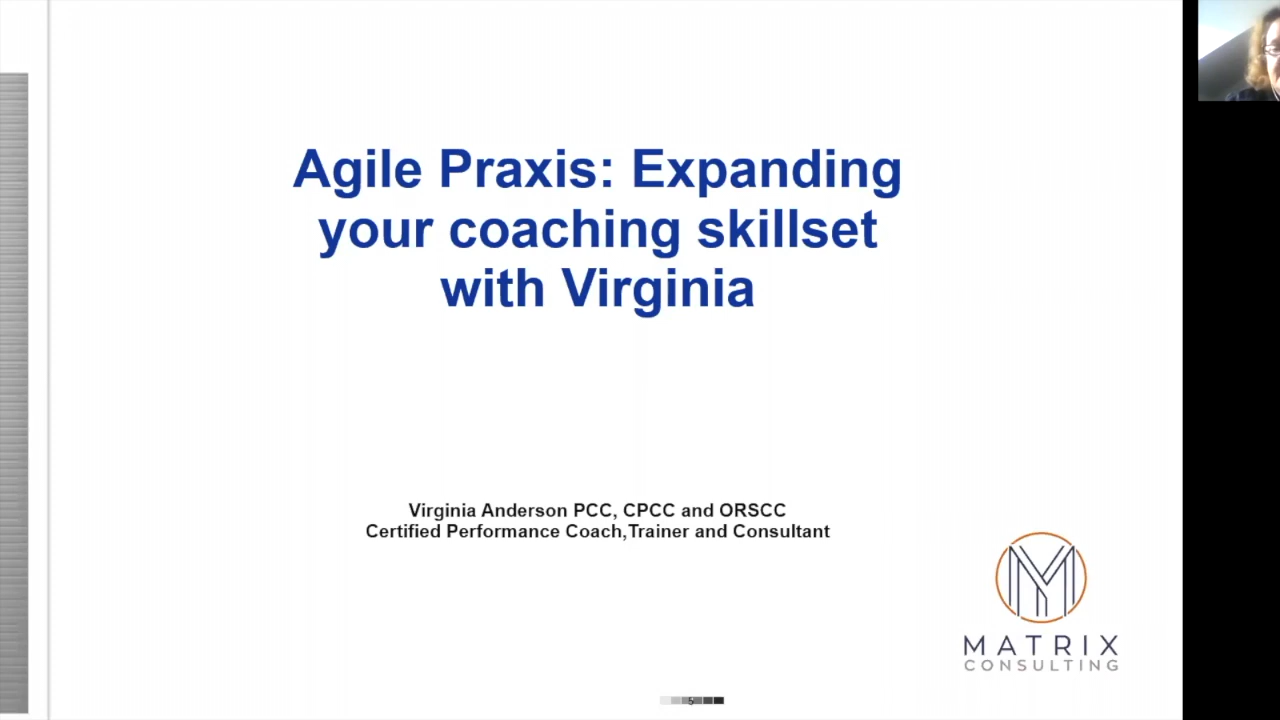 Agile Praxis: Expanding
your coaching skillset
with Virginia
Virginia Anderson PCC, CPCC and ORSCC
Certified Performance Coach,Trainer and Consultant
MATRIX
CONSULTING
5